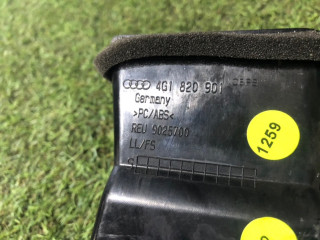 4G1 820 901
Germany
>PC/ABS<
REU 9025700
LL/FS
1259